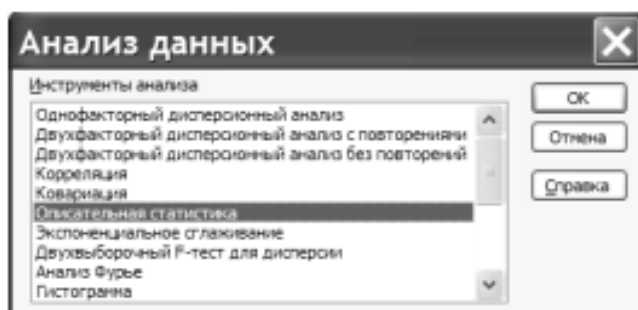 Анализ данных
Инструменты анализа
Однофакторный дисперсионный анализ
Двухфакторный дисперсионный анализ с повторениями
Двухфакторный дисперсионный анализ без повторений
Корреляция
Ковариация
Описательная статистика
Экспоненциальное сглаживание
Двухвыборочный F-тест для дисперсии
Анализ Фурье
Гистограмма
ОК
Отмена
Справка